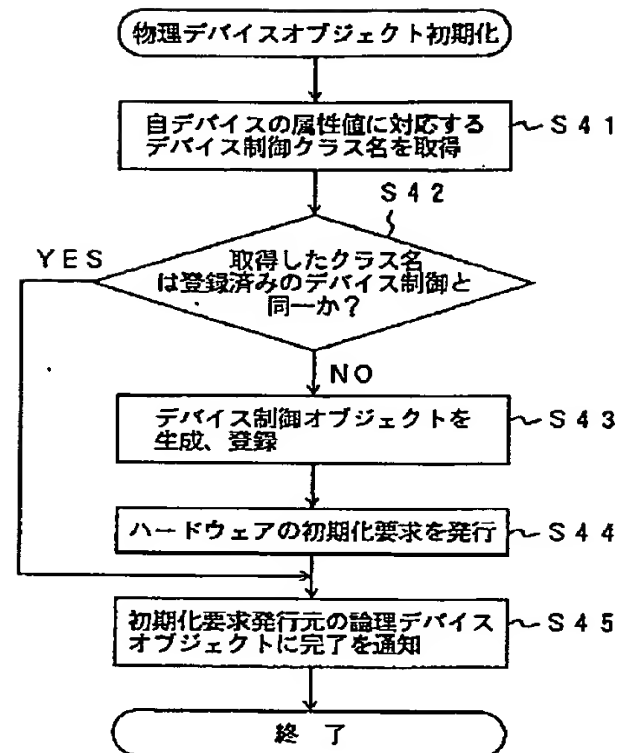 物理デバイスオブジェクト初期化
自デバイスの属性値に対応する
デバイス制御クラス名を取得
S41
S42
YES
取得したクラス名
は登録済みのデバイス制御と
同一か?
NO
デバイス制御オブジェクトを
生成、登録
S43
ハードウェアの初期化要求を発行
S44
初期化要求発行元の論理デバイス
オブジェクトに完了を通知
S45
終了